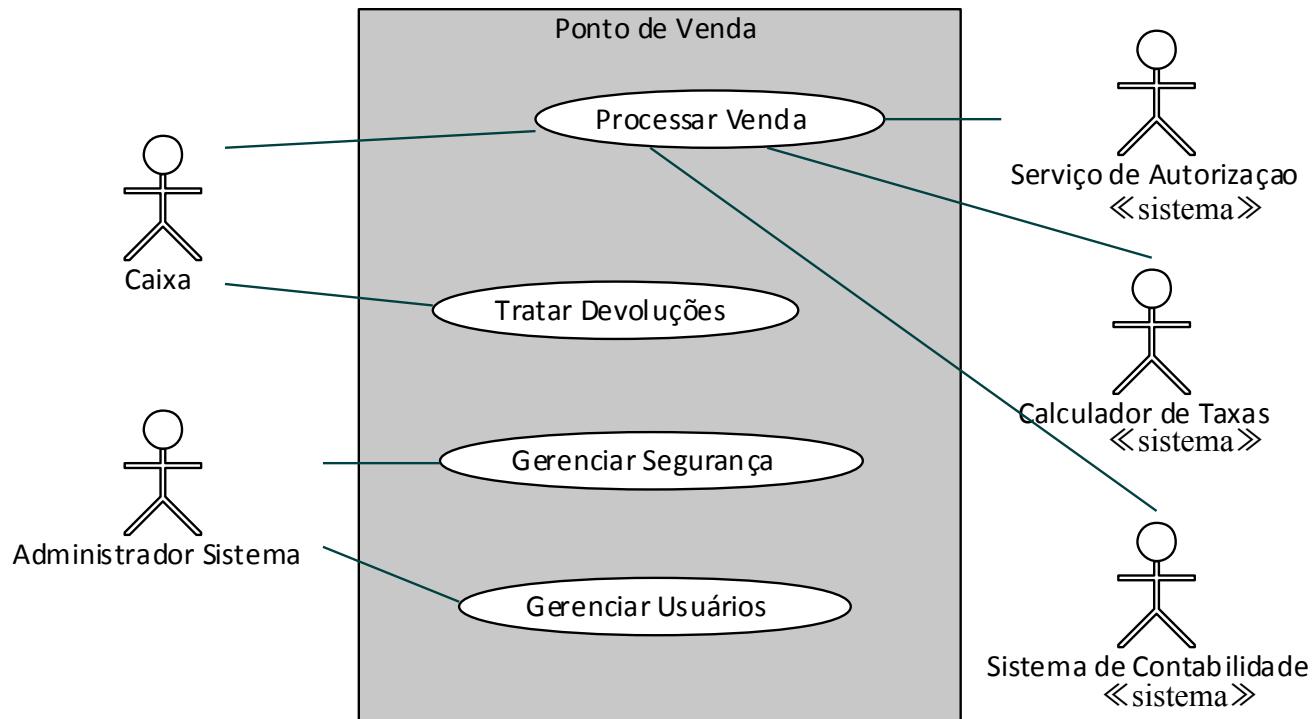 Ponto de Venda
Processar Venda
Serviço de Autorizaçao
≪sistema≫
Caixa
Tratar Devoluções
Calculador de Taxas
≪sistema≫
Gerenciar Segurança
Administrador Sistema
Gerenciar Usuários
Sistema de Contabilidade
≪sistema≫